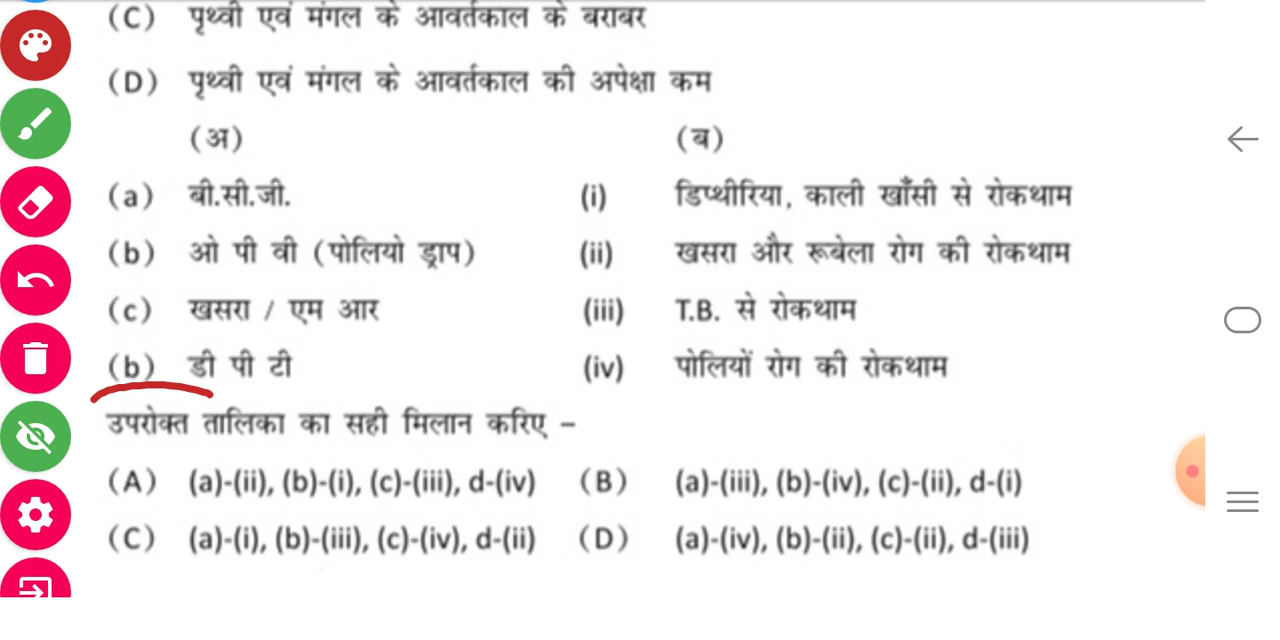 (C) पृथ्वी एवं मंगल के आवर्तकाल के बराबर
(D) पृथ्वी एवं मंगल के आवर्तकाल की अपेक्षा कम
(अ) (ब)
(a) बी.सी.जी. (i) डिप्थीरिया, काली खाँसी से रोकथाम
(b) ओ पी वी (पोलियो ड्राप) (ii) खसरा और रूबेला रोग की रोकथाम
(c) खसरा / एम आर (iii) T.B. से रोकथाम
(b) डी पी टी (iv) पोलियों रोग की रोकथाम
उपरोक्त तालिका का सही मिलान करिए –
(A) (a)-(ii), (b)-(i), (c)-(iii), d-(iv) (B) (a)-(iii), (b)-(iv), (c)-(ii), d-(i)
(C) (a)-(i), (b)-(iii), (c)-(iv), d-(ii) (D) (a)-(iv), (b)-(ii), (c)-(ii), d-(iii)